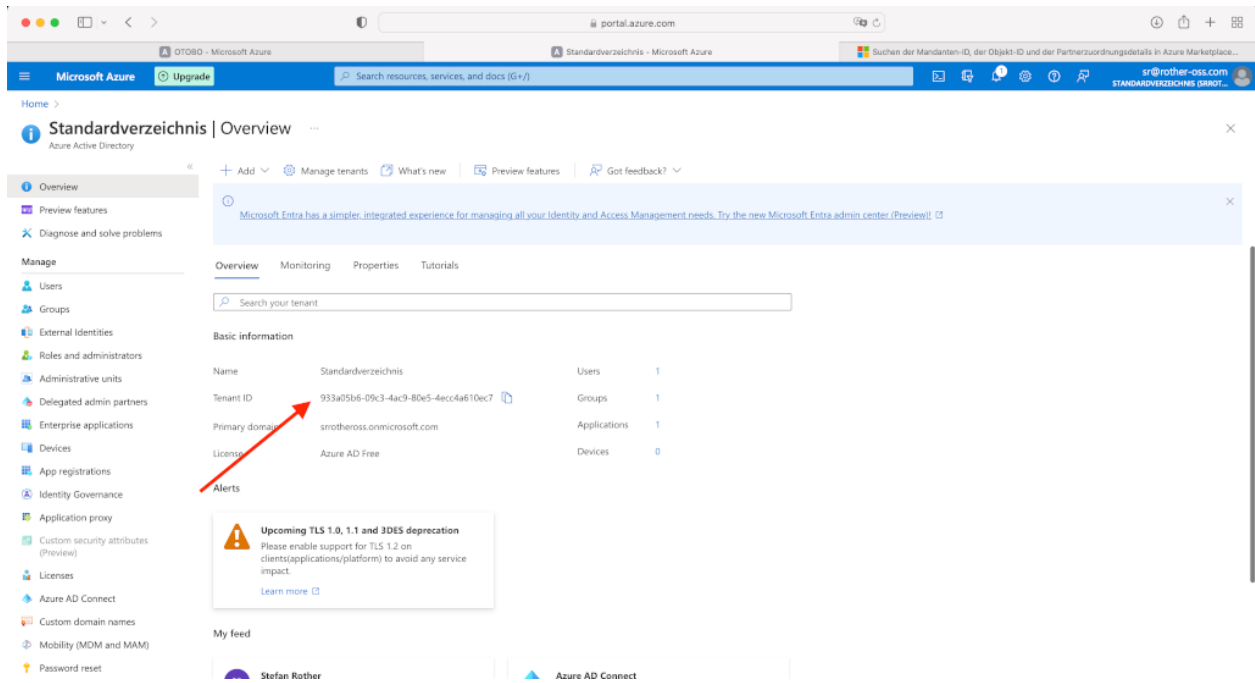 portal.azure.com
OTOBO - Microsoft Azure
Standardverzeichnis - Microsoft Azure
Suchen der Mandanten-ID, der Objekt-ID und der Partnerzuordnungsdetails in Azure Marketplace...
Microsoft Azure
Upgrade
Search resources, services, and docs (G+/)
1
sr@rother-oss.com
STANDARDVERZEICHNIS (SRROT...
Home >
Standardverzeichnis | Overview ...
Azure Active Directory
Add
Manage tenants
What's new
Preview features
Got feedback?
Overview
Preview features
Diagnose and solve problems
Manage
Users
Groups
External Identities
Roles and administrators
Administrative units
Delegated admin partners
Enterprise applications
Devices
App registrations
Identity Governance
Application proxy
Custom security attributes
(Preview)
Licenses
Azure AD Connect
Custom domain names
Mobility (MDM and MAM)
Password reset
Microsoft Entra has a simpler, integrated experience for managing all your Identity and Access Management needs. Try the new Microsoft Entra admin center (Preview)!
Overview Monitoring Properties Tutorials
Search your tenant
Basic information
Name Standardverzeichnis Users 1
Tenant ID 933a05b6-09c3-4ac9-80e5-4ecc4a610ec7 Groups 1
Primary domain srrotheross.onmicrosoft.com Applications 1
License Azure AD Free Devices 0
Alerts
Upcoming TLS 1.0, 1.1 and 3DES deprecation
Please enable support for TLS 1.2 on
clients(applications/platform) to avoid any service
impact.
Learn more
My feed
Stefan Rother
Azure AD Connect